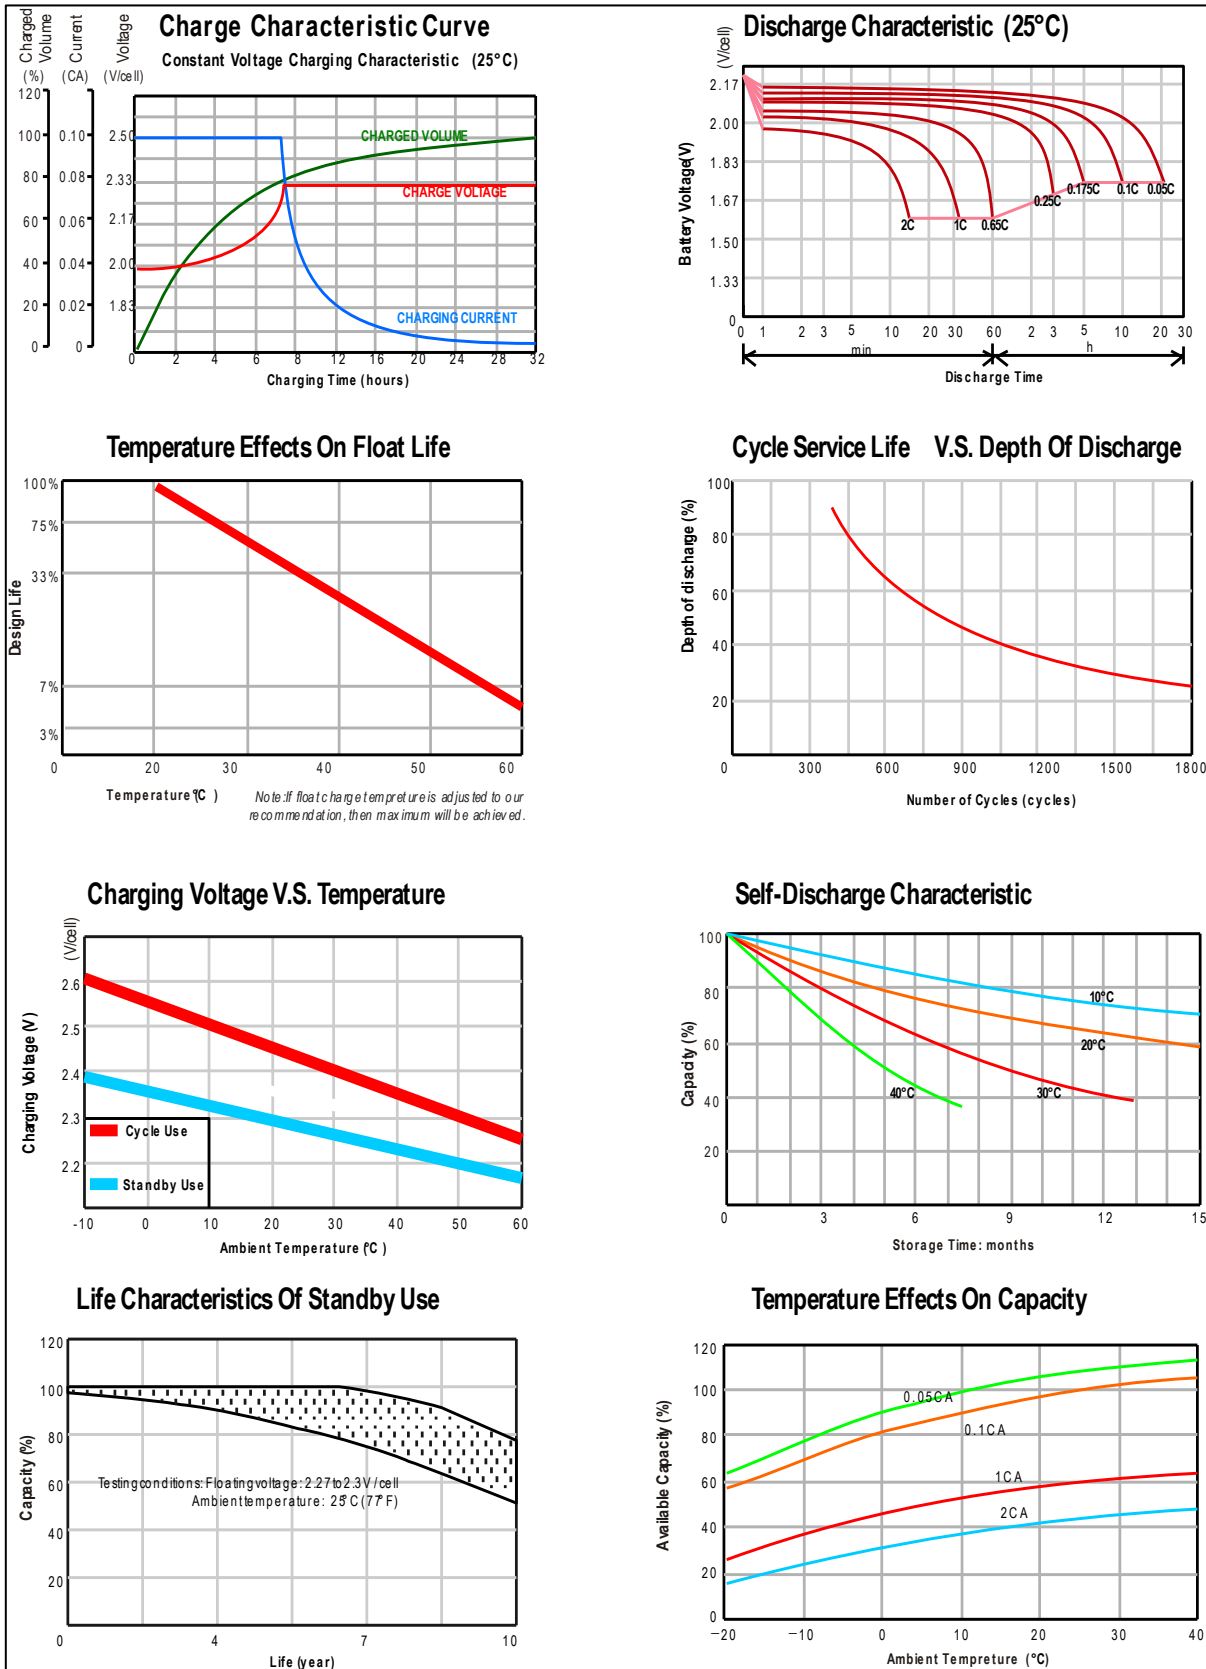 Charge Characteristic Curve
Constant Voltage Charging Characteristic (25°C)
Charged Volume
Current
Voltage
(%) (CA) (V/cell)
120
100 0.10 2.50
80 0.08 2.33
60 0.06 2.17
40 0.04 2.00
20 0.02 1.83
0 0
CHARGED VOLUME
CHARGE VOLTAGE
CHARGING CURRENT
0 2 4 6 8 12 16 20 24 28 32
Charging Time (hours)
Discharge Characteristic (25°C)
(V/cell)
Battery Voltage(V)
2.17
2.00
1.83
1.67
1.50
1.33
0
2C 1C 0.65C 0.25C 0.175C 0.1C 0.05C
0 1 2 3 5 10 20 30 60 2 3 5 10 20 30
min h
Discharge Time
Temperature Effects On Float Life
Design Life
100%
75%
33%
7%
3%
0 20 30 40 50 60
Temperature(°C )
Note:If float charge tempreture is adjusted to our
recommendation, then maximum will be achieved.
Cycle Service Life V.S. Depth Of Discharge
Depth of discharge (%)
100
80
60
40
20
0 300 600 900 1200 1500 1800
Number of Cycles (cycles)
Charging Voltage V.S. Temperature
(V/cell)
Charging Voltage (V)
2.6
2.5
2.4
2.3
2.2
Cycle Use
Standby Use
-10 0 10 20 30 40 50 60
Ambient Temperature (°C )
Self-Discharge Characteristic
Capacity (%)
100
80
60
40
20
10°C
20°C
30°C
40°C
0 3 6 9 12 15
Storage Time: months
Life Characteristics Of Standby Use
Capacity (%)
120
100
80
60
40
20
Testing conditions: Floating voltage: 2.27 to 2.3V / cell
Ambient temperature: 25°C (77°F)
0 4 7 10
Life (year)
Temperature Effects On Capacity
Available Capacity (%)
120
100
80
60
40
20
0
0.05CA
0.1CA
1CA
2CA
-20 -10 0 10 20 30 40
Ambient Tempreture (°C)